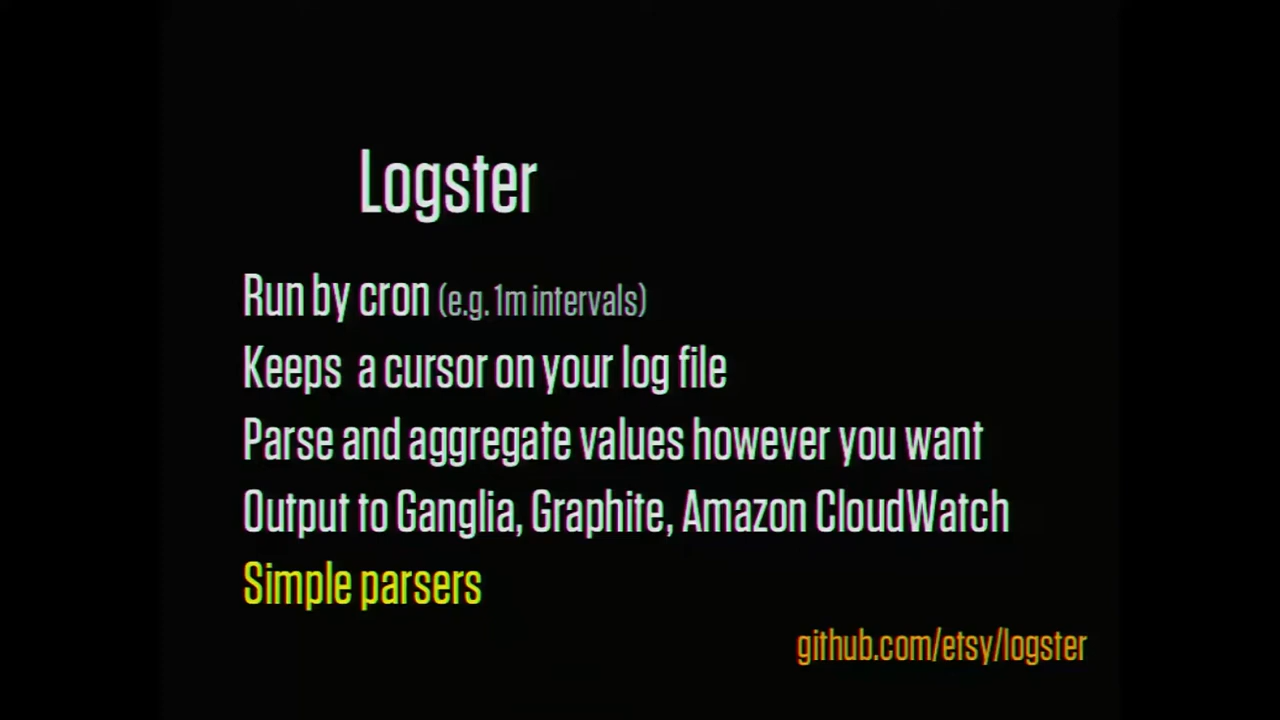 Logster
Run by cron (e.g. 1m intervals)
Keeps a cursor on your log file
Parse and aggregate values however you want
Output to Ganglia, Graphite, Amazon CloudWatch
Simple parsers
github.com/etsy/logster